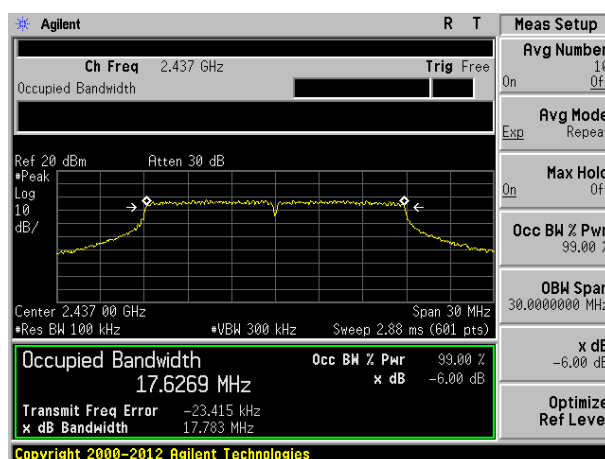 Agilent R T Meas Setup
Ch Freq 2.437 GHz Trig Free
Occupied Bandwidth
Avg Number
10
On Off
Avg Mode
Exp Repeat
Max Hold
On Off
Occ BW % Pwr
99.00 %
OBW Span
30.0000000 MHz
x dB
-6.00 dB
Optimize
Ref Level
Ref 20 dBm Atten 30 dB
#Peak
Log
10
dB/
Center 2.437 00 GHz Span 30 MHz
#Res BW 100 kHz #VBW 300 kHz Sweep 2.88 ms (601 pts)
Occupied Bandwidth Occ BW % Pwr 99.00 %
17.6269 MHz x dB -6.00 dB
Transmit Freq Error -23.415 kHz
x dB Bandwidth 17.783 MHz
Copyright 2000-2012 Agilent Technologies